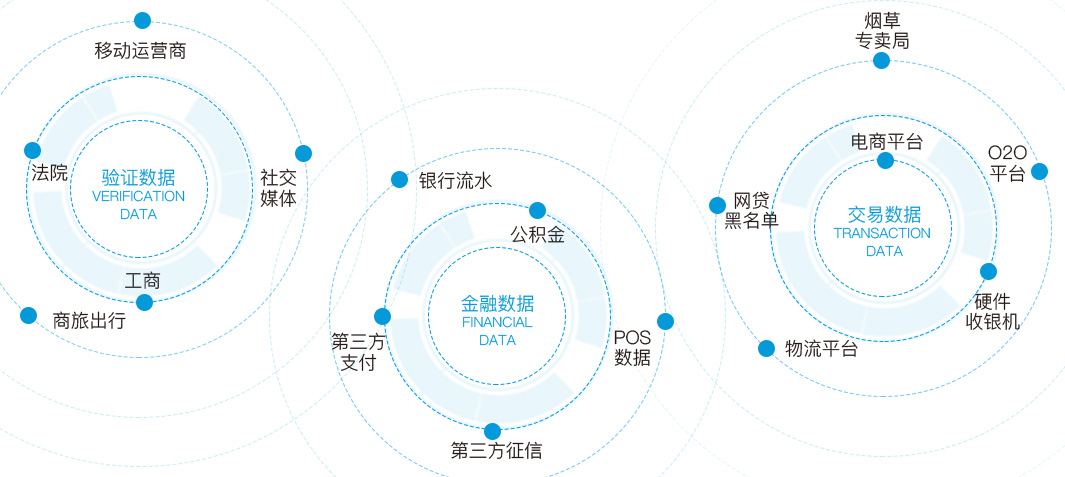 移动运营商
法院
社交
媒体
验证数据
VERIFICATION
DATA
工商
商旅出行
银行流水
公积金
金融数据
FINANCIAL
DATA
第三方
支付
POS
数据
第三方征信
烟草
专卖局
电商平台
O2O
平台
网贷
黑名单
交易数据
TRANSACTION
DATA
硬件
收银机
物流平台